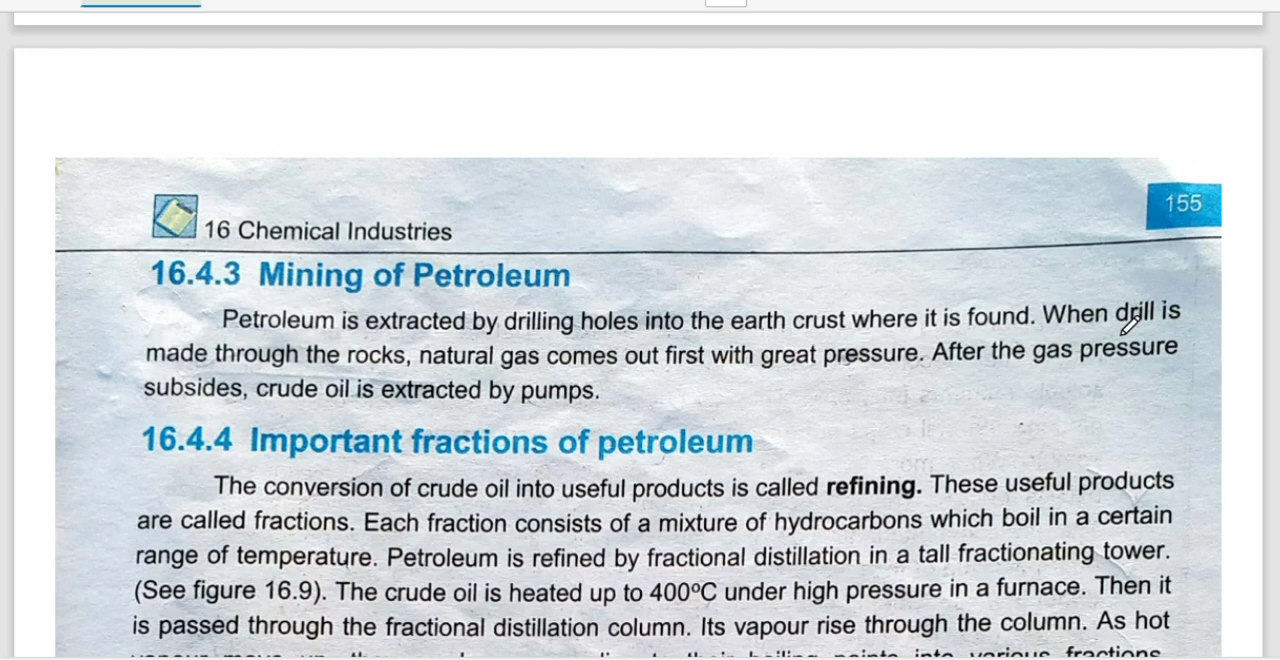 155
16 Chemical Industries
16.4.3 Mining of Petroleum
Petroleum is extracted by drilling holes into the earth crust where it is found. When drill is
made through the rocks, natural gas comes out first with great pressure. After the gas pressure
subsides, crude oil is extracted by pumps.
16.4.4 Important fractions of petroleum
The conversion of crude oil into useful products is called refining. These useful products
are called fractions. Each fraction consists of a mixture of hydrocarbons which boil in a certain
range of temperature. Petroleum is refined by fractional distillation in a tall fractionating tower.
(See figure 16.9). The crude oil is heated up to 400ºC under high pressure in a furnace. Then it
is passed through the fractional distillation column. Its vapour rise through the column. As hot
into various fractions